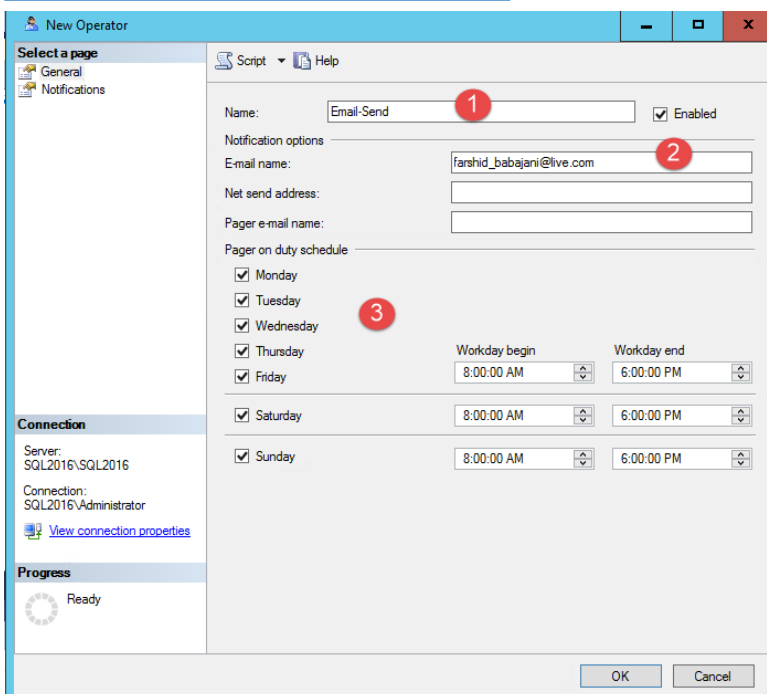 New Operator
Select a page
General
Notifications
Script Help
Name: Email-Send 1 Enabled
Notification options
E-mail name: farshid_babajani@live.com 2
Net send address:
Pager e-mail name:
Pager on duty schedule
Monday
Tuesday
Wednesday 3
Thursday Workday begin Workday end
Friday 8:00:00 AM 6:00:00 PM
Saturday 8:00:00 AM 6:00:00 PM
Sunday 8:00:00 AM 6:00:00 PM
Connection
Server:
SQL2016\SQL2016
Connection:
SQL2016\Administrator
View connection properties
Progress
Ready
OK Cancel